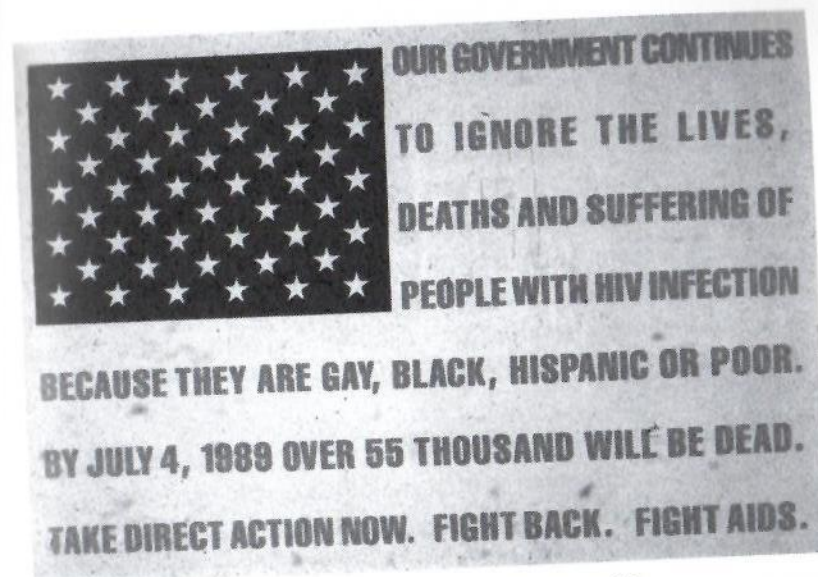 OUR GOVERNMENT CONTINUES
TO IGNORE THE LIVES,
DEATHS AND SUFFERING OF
PEOPLE WITH HIV INFECTION
BECAUSE THEY ARE GAY, BLACK, HISPANIC OR POOR.
BY JULY 4, 1989 OVER 55 THOUSAND WILL BE DEAD.
TAKE DIRECT ACTION NOW. FIGHT BACK. FIGHT AIDS.